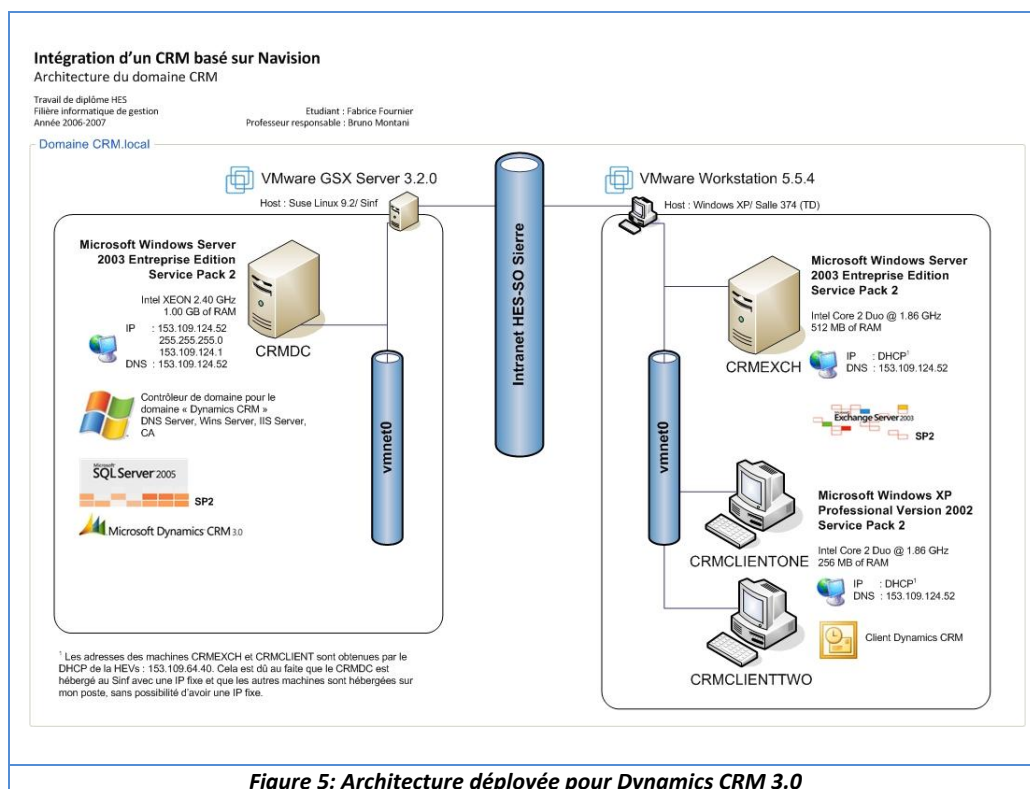 Intégration d'un CRM basé sur Navision
Architecture du domaine CRM
Travail de diplôme HES
Filière informatique de gestion
Année 2006-2007
Etudiant : Fabrice Fournier
Professeur responsable : Bruno Montani
Domaine CRM.local
VMware GSX Server 3.2.0
Host : Suse Linux 9.2/ Sinf
Microsoft Windows Server
2003 Entreprise Edition
Service Pack 2
Intel XEON 2.40 GHz
1.00 GB of RAM
IP : 153.109.124.52
255.255.255.0
153.109.124.1
DNS : 153.109.124.52
CRMDC
Contrôleur de domaine pour le
domaine « Dynamics CRM »
DNS Server, Wins Server, IIS Server,
CA
Microsoft
SQL Server 2005
SP2
Microsoft Dynamics CRM 3.0
vmnet0
Intranet HES-SO Sierre
VMware Workstation 5.5.4
Host : Windows XP/ Salle 374 (TD)
Microsoft Windows Server
2003 Entreprise Edition
Service Pack 2
Intel Core 2 Duo @ 1.86 GHz
512 MB of RAM
CRMEXCH
IP : DHCP¹
DNS : 153.109.124.52
Exchange Server 2003
SP2
vmnet0
Microsoft Windows XP
Professional Version 2002
Service Pack 2
Intel Core 2 Duo @ 1.86 GHz
256 MB of RAM
CRMCLIENTONE
IP : DHCP¹
DNS : 153.109.124.52
Client Dynamics CRM
CRMCLIENTTWO
¹ Les adresses des machines CRMEXCH et CRMCLIENT sont obtenues par le
DHCP de la HEVs : 153.109.64.40. Cela est dû au faite que le CRMDC est
hébergé au Sinf avec une IP fixe et que les autres machines sont hébergées sur
mon poste, sans possibilité d'avoir une IP fixe.
Figure 5: Architecture déployée pour Dynamics CRM 3.0